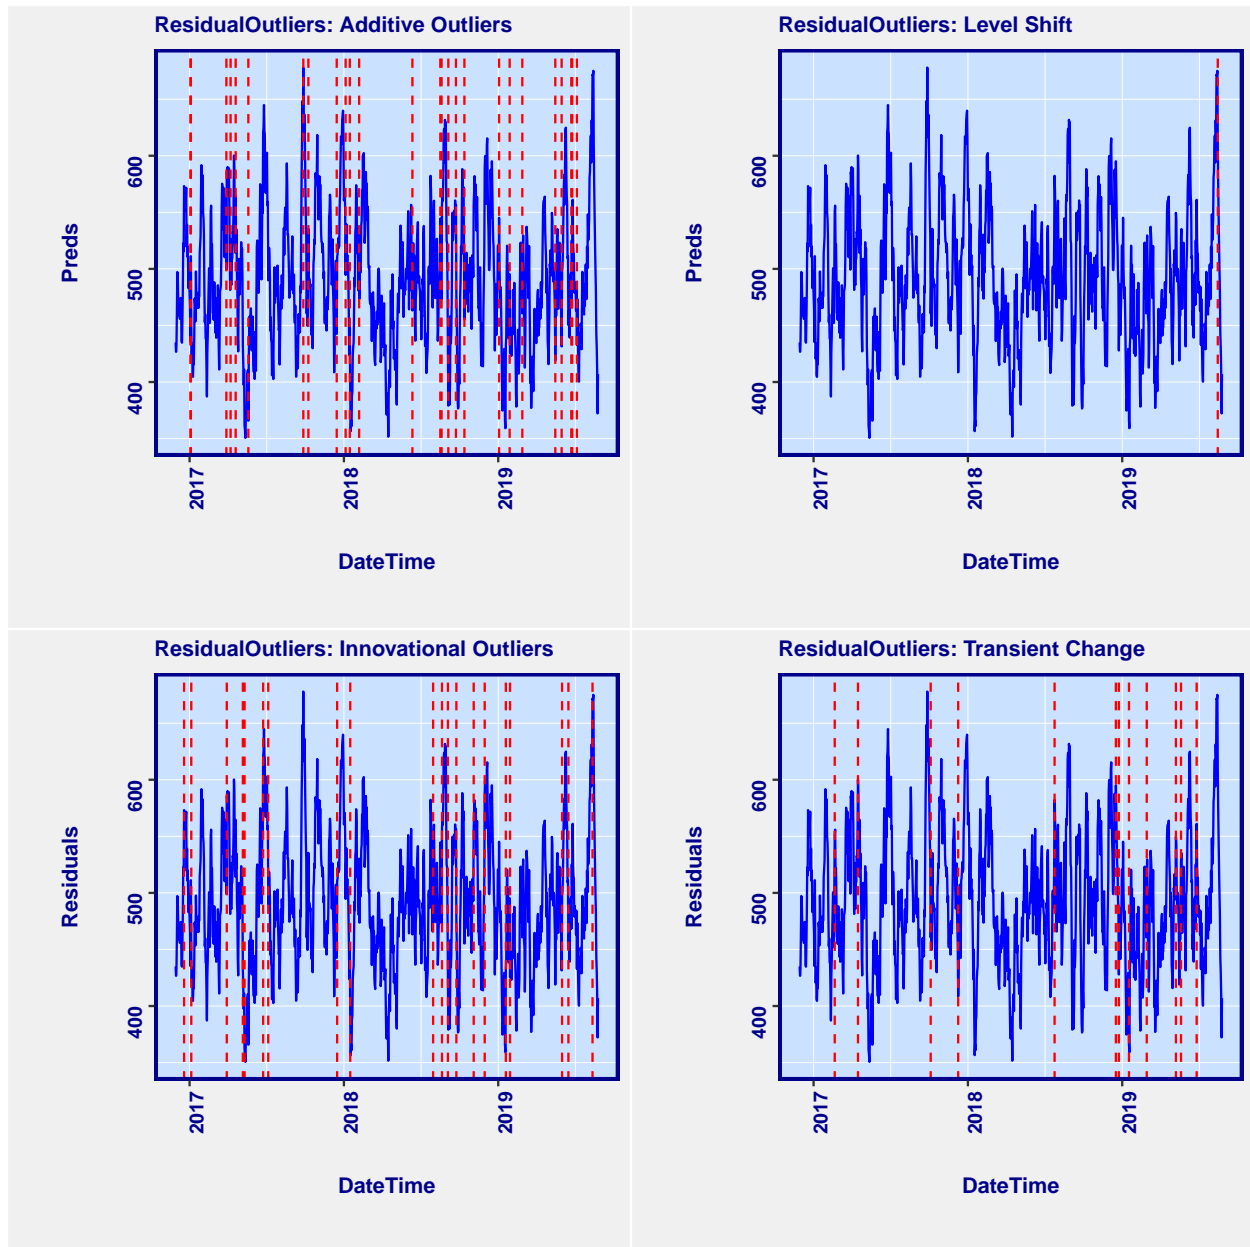 ResidualOutliers: Additive Outliers
Preds
600
500
400
2017
2018
2019
DateTime
ResidualOutliers: Level Shift
Preds
600
500
400
2017
2018
2019
DateTime
ResidualOutliers: Innovational Outliers
Residuals
600
500
400
2017
2018
2019
DateTime
ResidualOutliers: Transient Change
Residuals
600
500
400
2017
2018
2019
DateTime